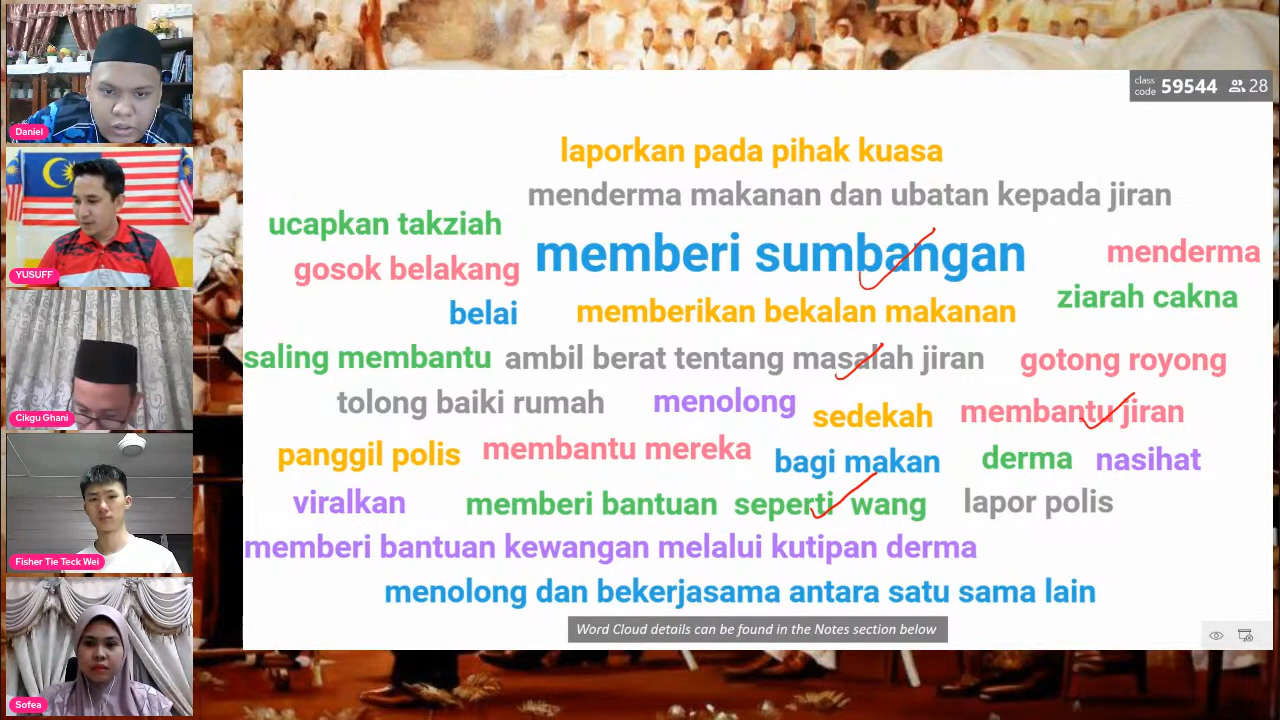 Daniel
YUSUFF
Cikgu Ghani
Fisher Tie Teck Wei
Sofea
class code 59544 28
laporkan pada pihak kuasa
menderma makanan dan ubatan kepada jiran
ucapkan takziah
memberi sumbangan
menderma
gosok belakang
ziarah cakna
belai
memberikan bekalan makanan
saling membantu
ambil berat tentang masalah jiran
gotong royong
tolong baiki rumah
menolong
sedekah
membantu jiran
panggil polis
membantu mereka
bagi makan
derma
nasihat
viralkan
memberi bantuan seperti wang
lapor polis
memberi bantuan kewangan melalui kutipan derma
menolong dan bekerjasama antara satu sama lain
Word Cloud details can be found in the Notes section below